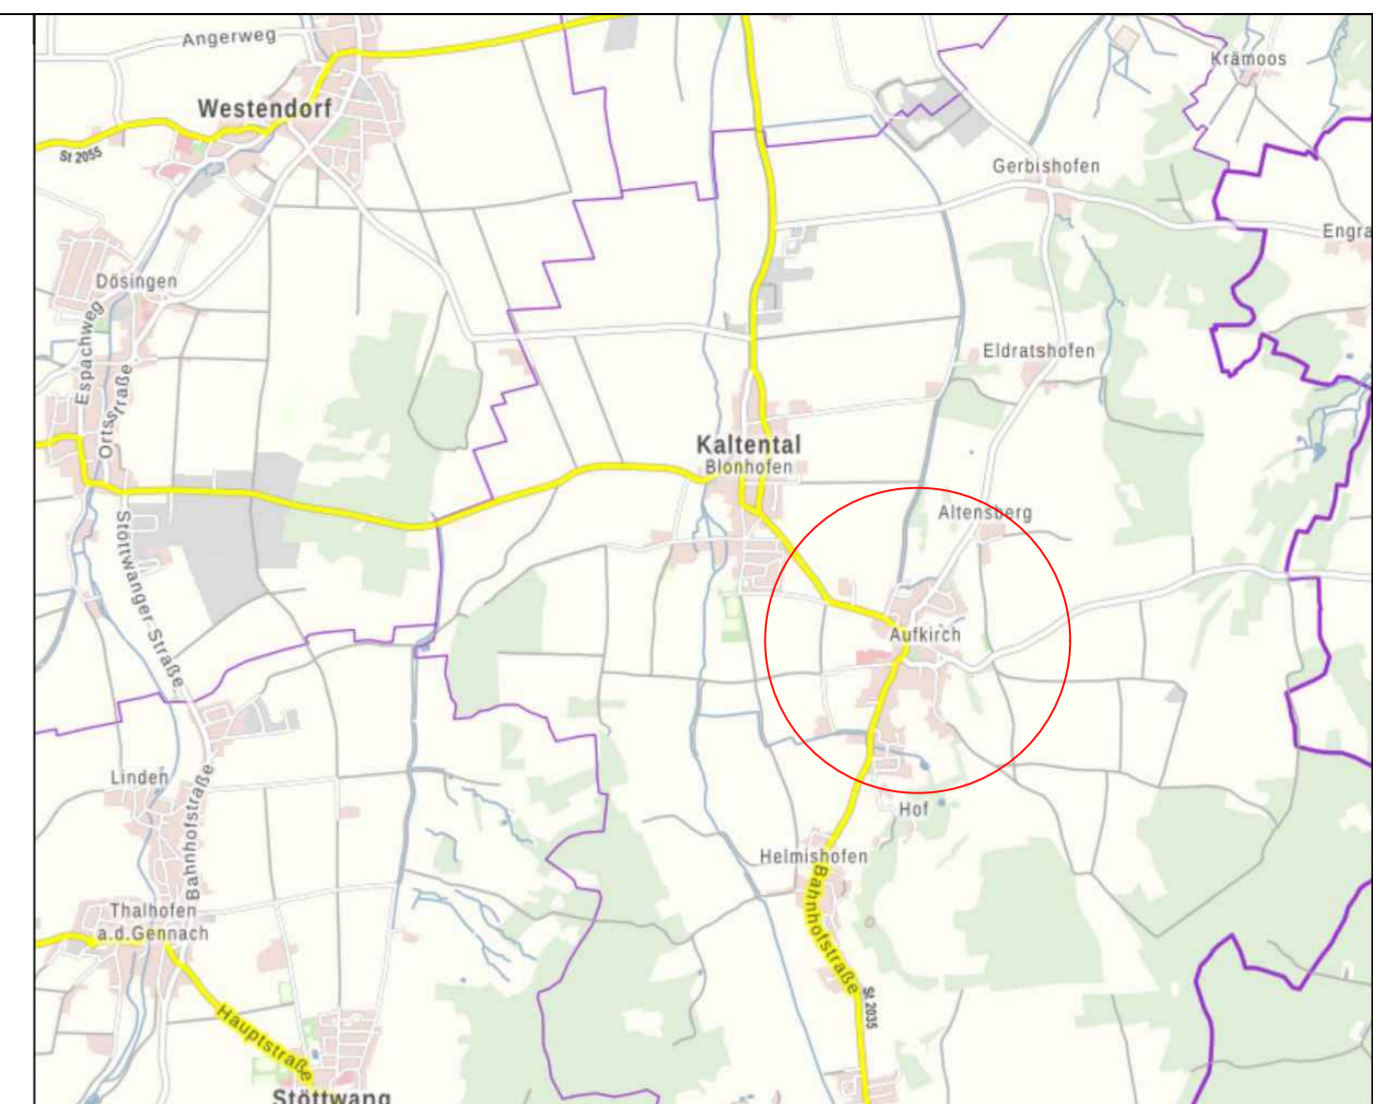 Angerweg
Krämoos
Westendorf
St 2055
Gerbishofen
Engra
Dösingen
Espachweg
Ortsstraße
Eldratshofen
Kaltental
Blonhofen
Altensberg
Stöttwanger Straße
Aufkirch
Linden
Bahnhofstraße
Hof
Helmishofen
Bahnhofstraße
Thalhofen
a.d.Gennach
St 2035
Hauptstraße
Stöttwang